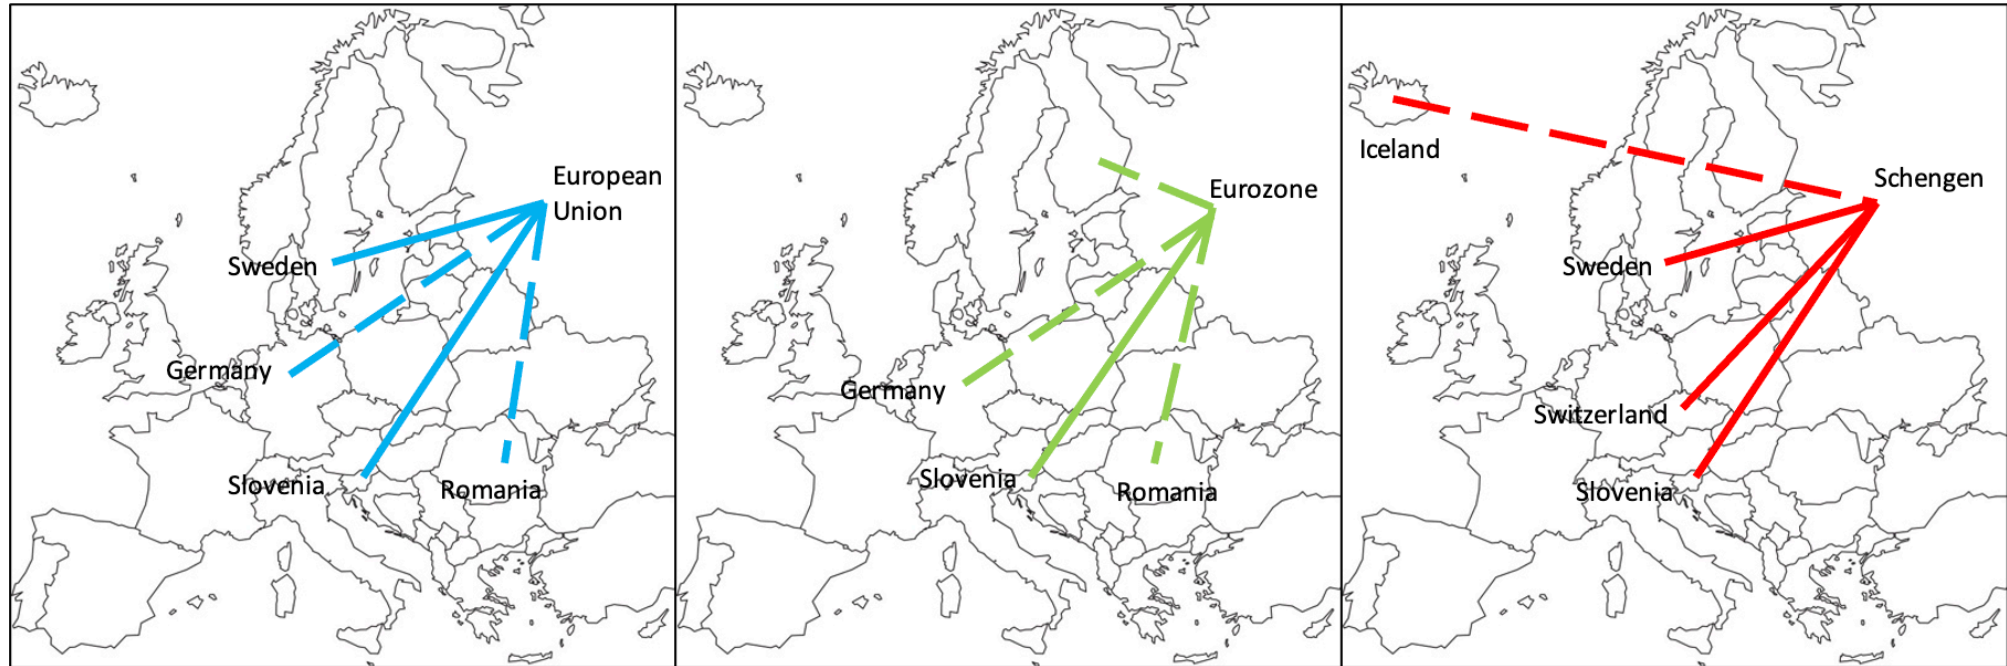 European
Union
Sweden
Germany
Slovenia
Romania
Eurozone
Germany
Slovenia
Romania
Iceland
Schengen
Sweden
Switzerland
Slovenia